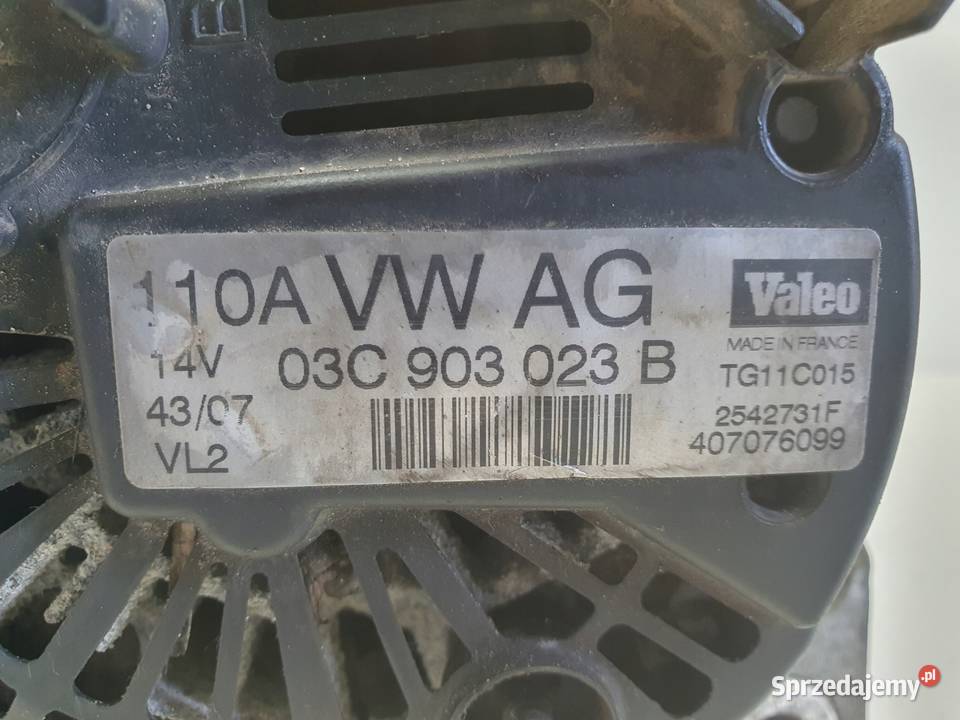 B
110A VW AG
14V 03C 903 023 B
43/07
VL2
Valeo
MADE IN FRANCE
TG11C015
2542731F
407076099
Sprzedajemy.pl